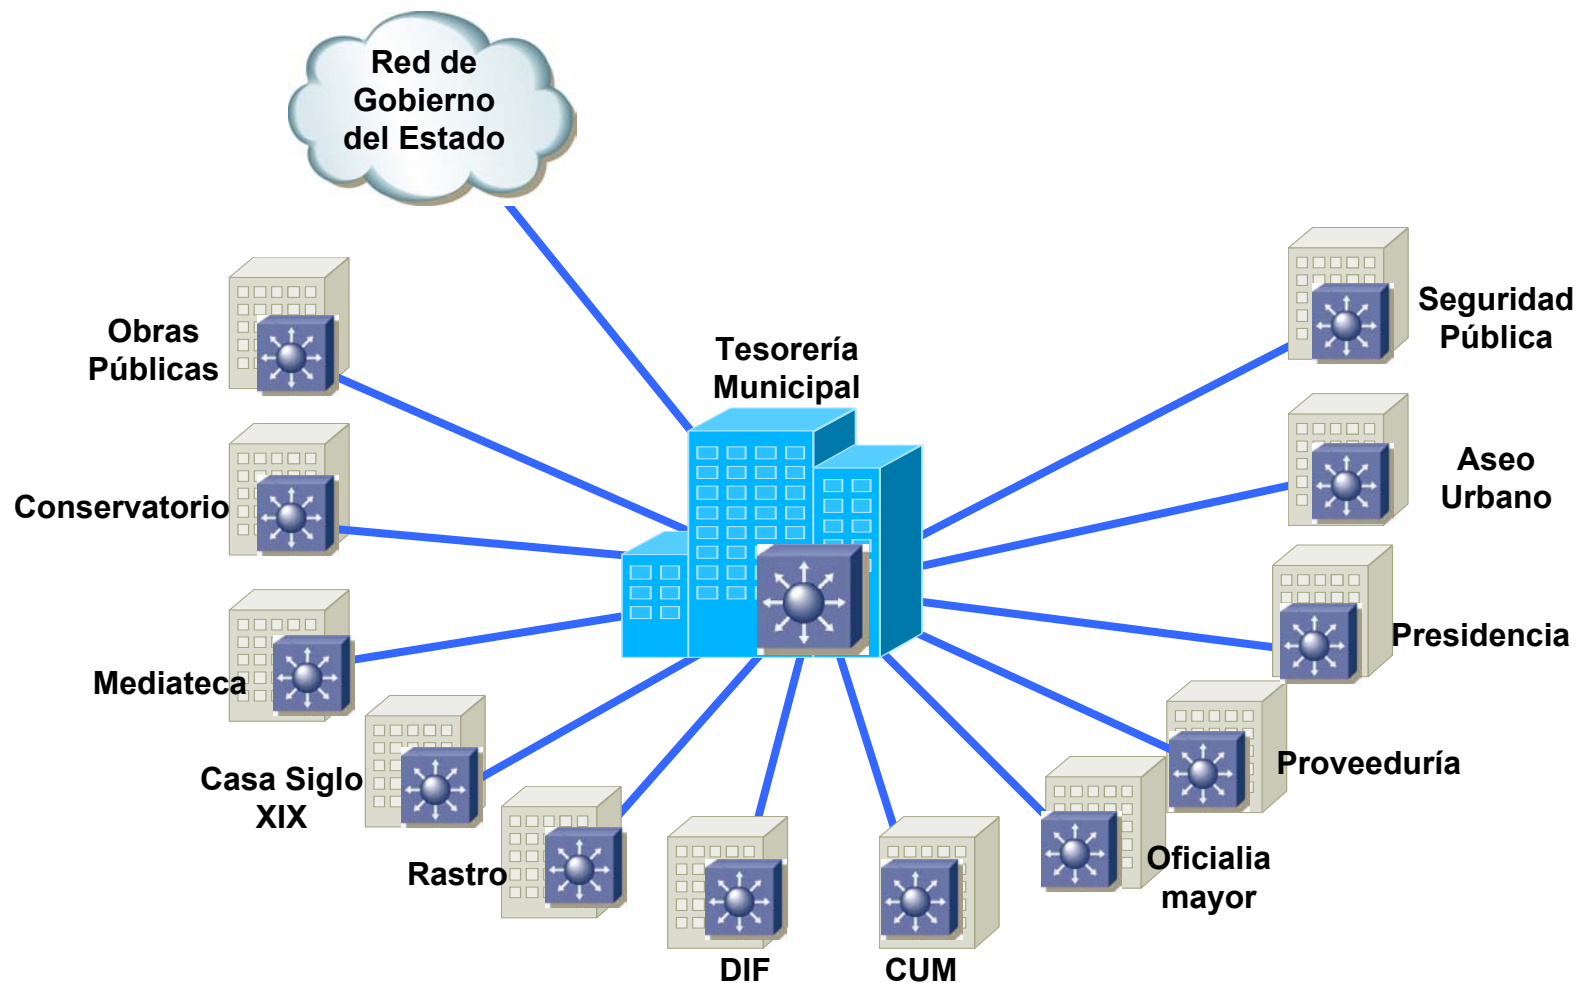 Red de
Gobierno
del Estado
Obras
Públicas
Tesorería
Municipal
Seguridad
Pública
Conservatorio
Aseo
Urbano
Mediateca
Presidencia
Casa Siglo
XIX
Proveeduría
Rastro
Oficialia
mayor
DIF
CUM